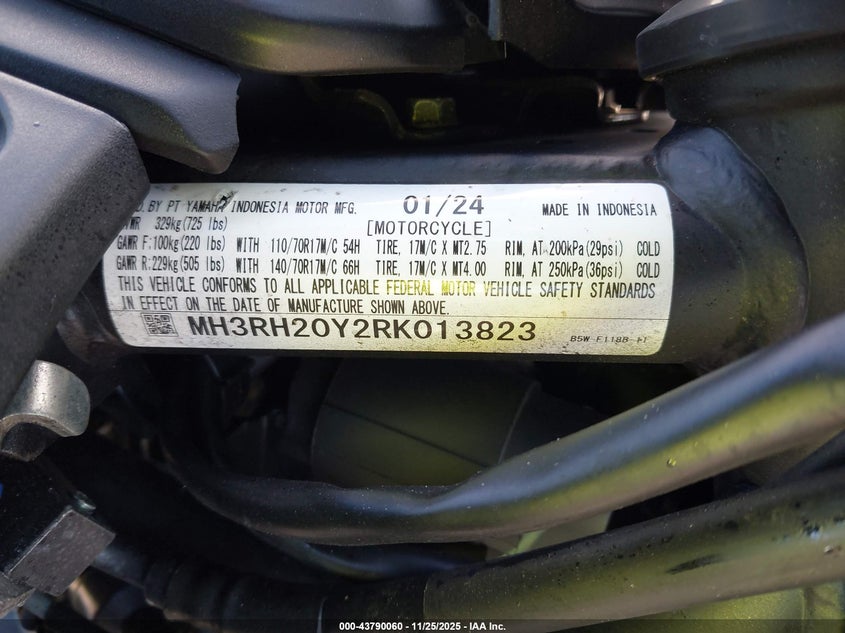 D. BY PT YAMAHA INDONESIA MOTOR MFG. 01/24 MADE IN INDONESIA
WR 329kg(725 lbs) [MOTORCYCLE]
GAWR F:100kg(220 lbs) WITH 110/70R17M/C 54H TIRE, 17M/C X MT2.75 RIM, AT 200kPa(29psi) COLD
GAWR R:229kg(505 lbs) WITH 140/70R17M/C 66H TIRE, 17M/C X MT4.00 RIM, AT 250kPa(36psi) COLD
THIS VEHICLE CONFORMS TO ALL APPLICABLE FEDERAL MOTOR VEHICLE SAFETY STANDARDS
IN EFFECT ON THE DATE OF MANUFACTURE SHOWN ABOVE.
MH3RH20Y2RK013823
000-43790060 - 11/25/2025 - IAA Inc.